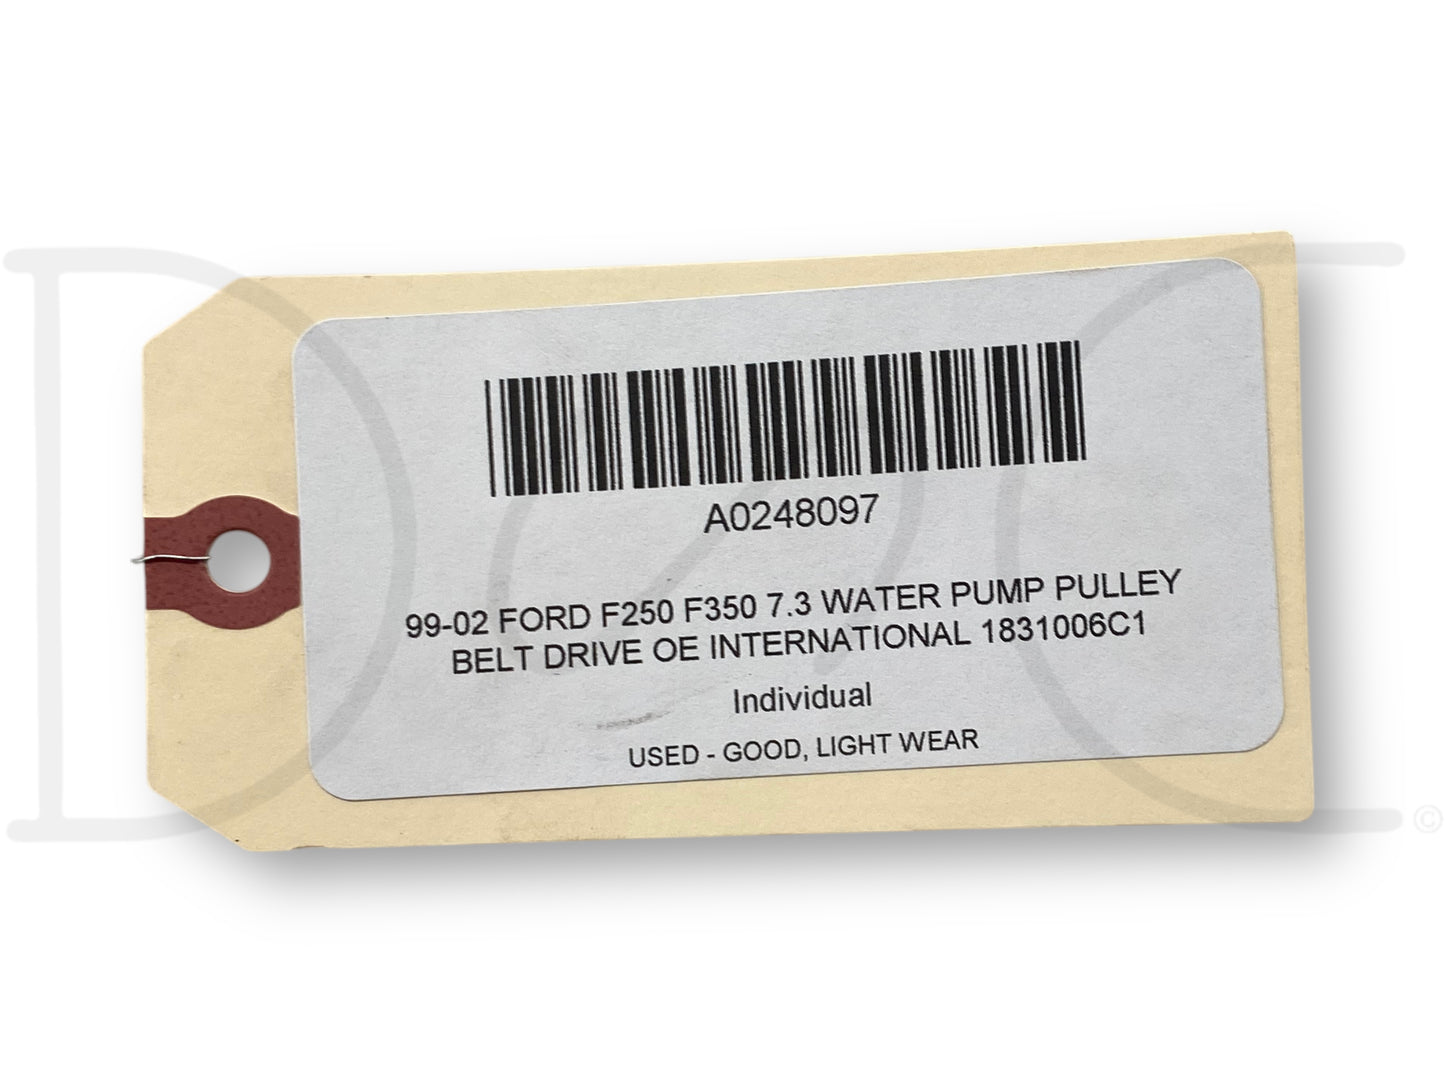 A0248097
99-02 FORD F250 F350 7.3 WATER PUMP PULLEY
BELT DRIVE OE INTERNATIONAL 1831006C1
Individual
USED - GOOD, LIGHT WEAR
©